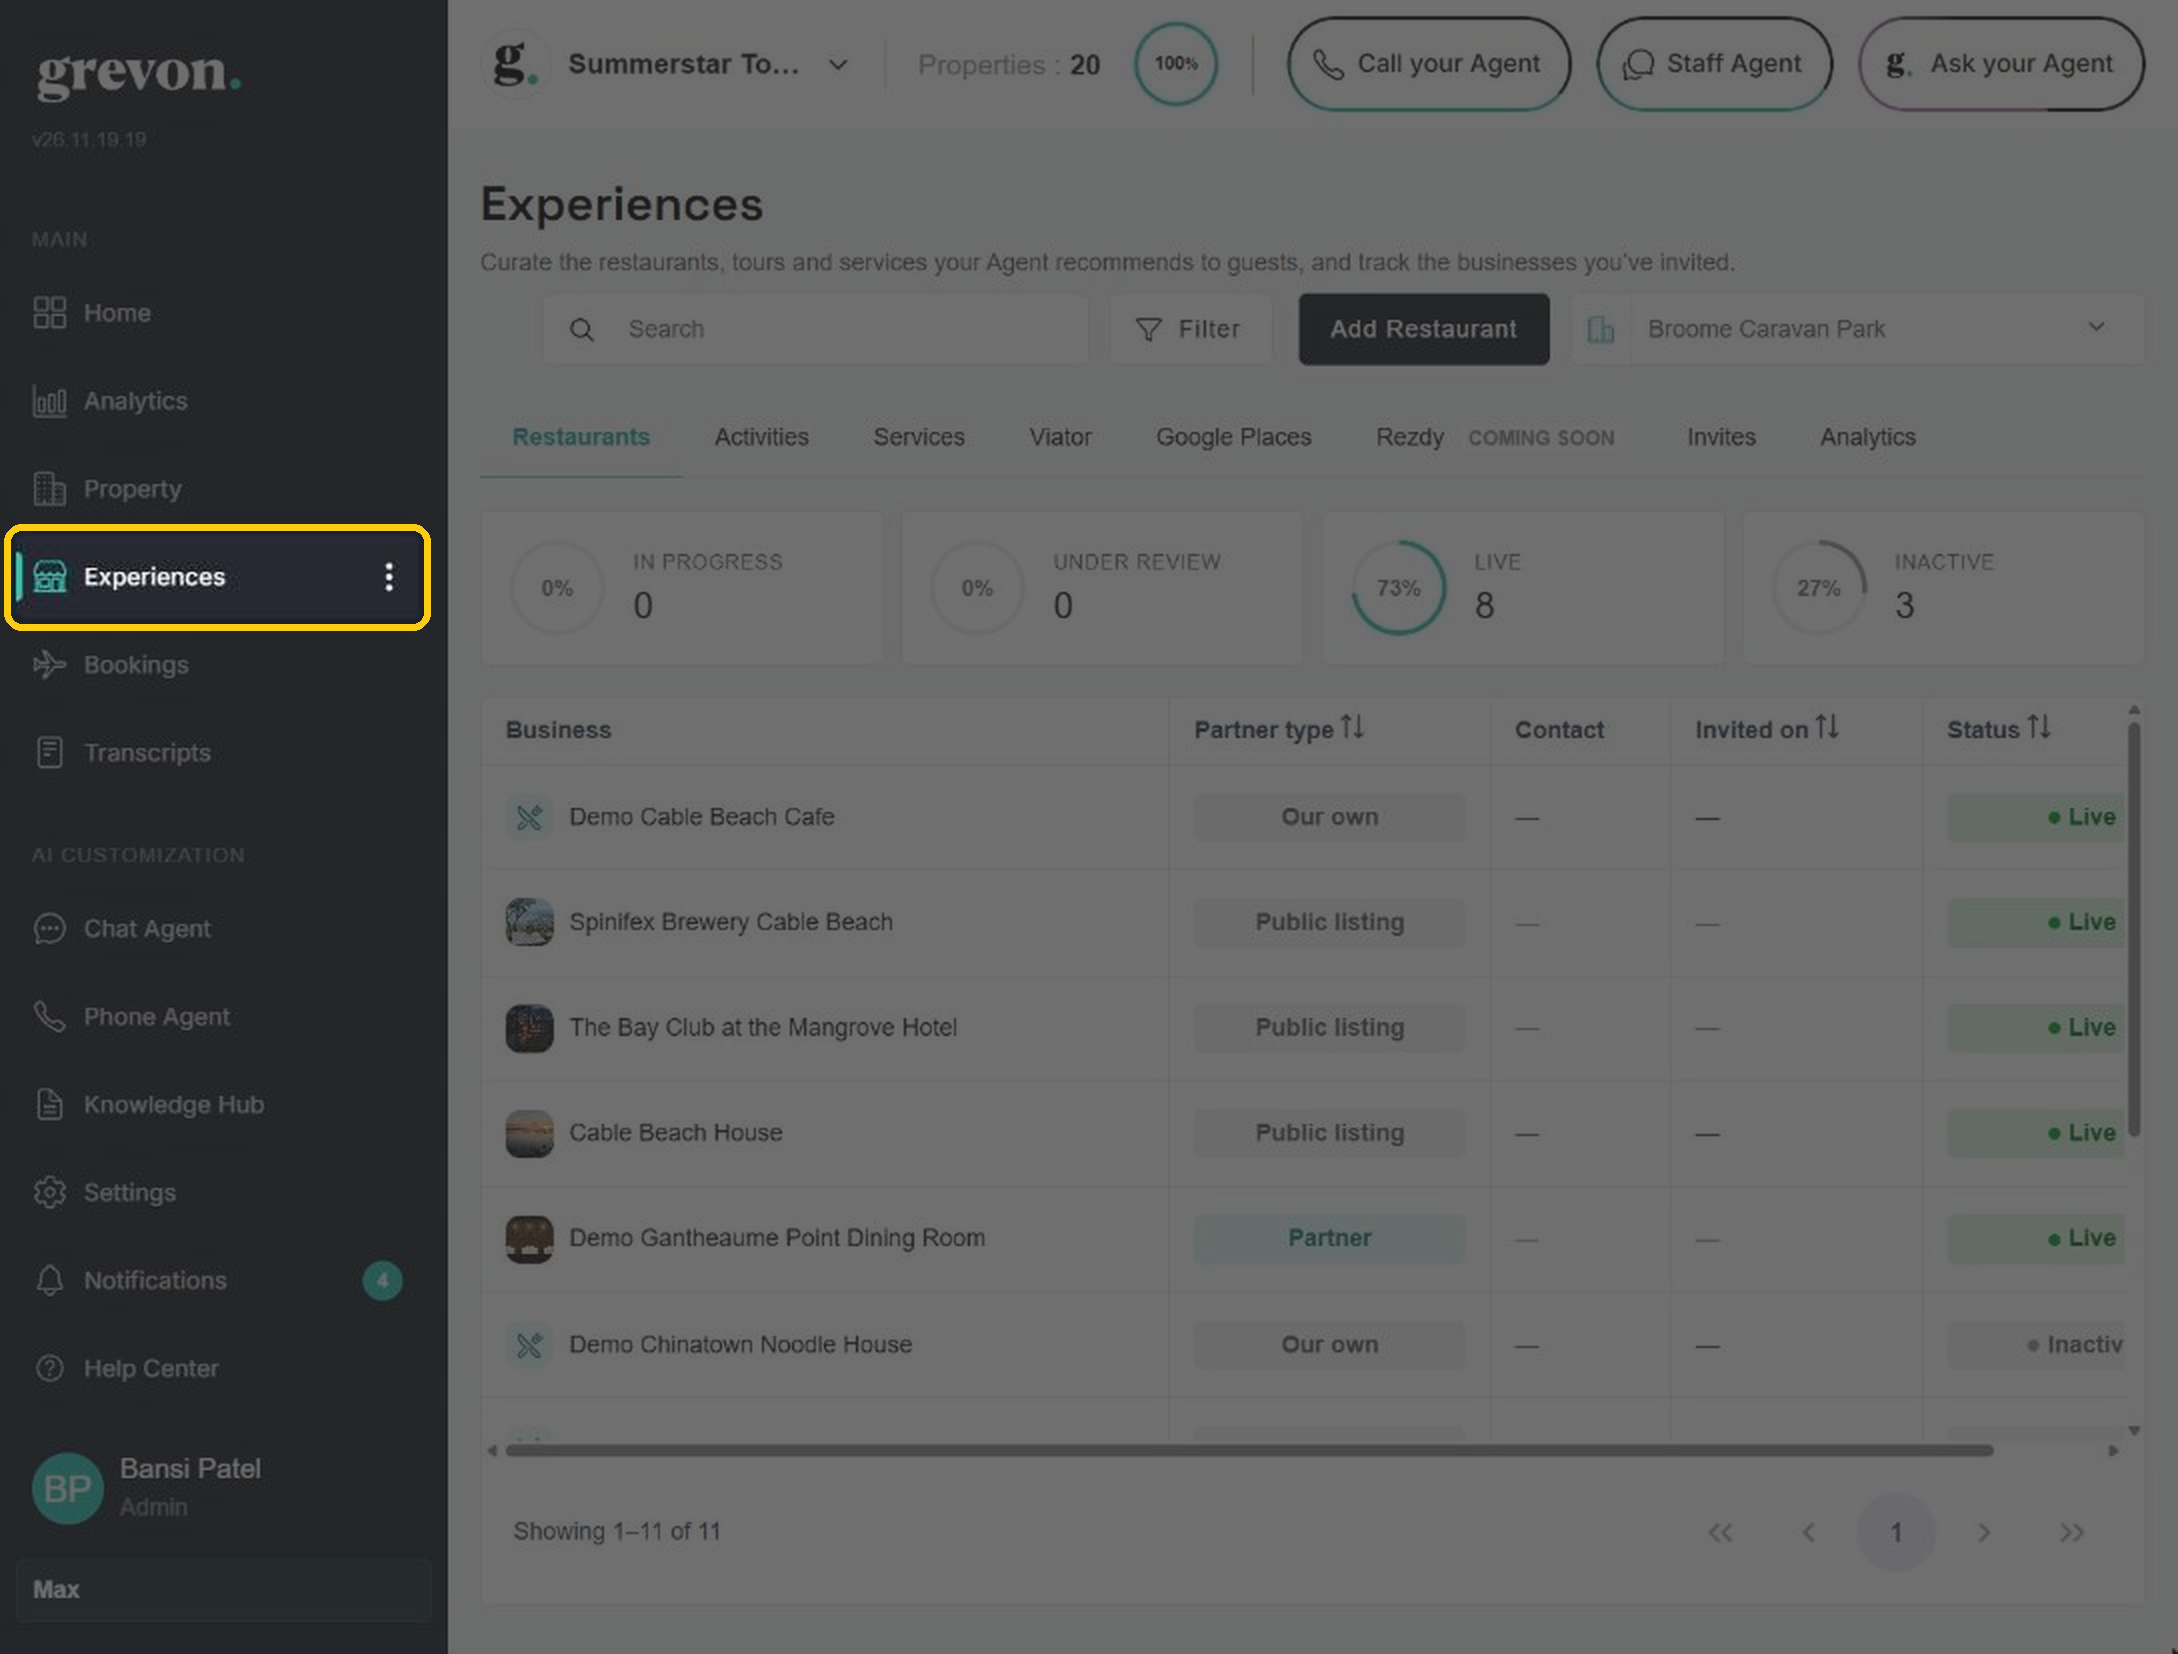 grevon.
v26.11.19.19
MAIN
Home
Analytics
Property
Experiences
Bookings
Transcripts
AI CUSTOMIZATION
Chat Agent
Phone Agent
Knowledge Hub
Settings
Notifications 4
Help Center
BP Bansi Patel
Admin
Max
g. Summerstar To... Properties : 20 100% Call your Agent Staff Agent g. Ask your Agent
Experiences
Curate the restaurants, tours and services your Agent recommends to guests, and track the businesses you've invited.
Search Filter Add Restaurant Broome Caravan Park
Restaurants Activities Services Viator Google Places Rezdy COMING SOON Invites Analytics
0% IN PROGRESS 0
0% UNDER REVIEW 0
73% LIVE 8
27% INACTIVE 3
Business Partner type Contact Invited on Status
Demo Cable Beach Cafe Our own — — Live
Spinifex Brewery Cable Beach Public listing — — Live
The Bay Club at the Mangrove Hotel Public listing — — Live
Cable Beach House Public listing — — Live
Demo Gantheaume Point Dining Room Partner — — Live
Demo Chinatown Noodle House Our own — — Inactiv
Showing 1–11 of 11 1